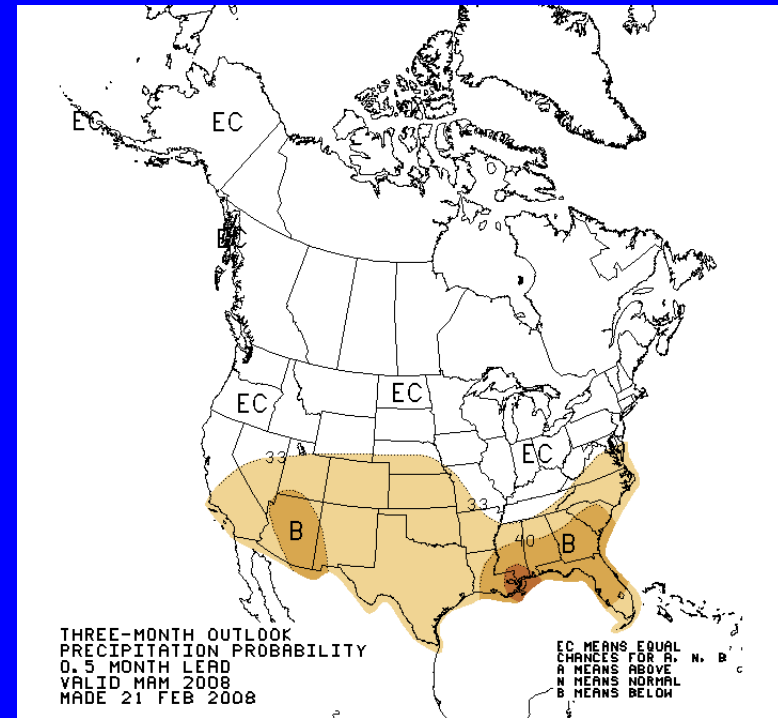 EC
EC
EC
EC
EC
EC
33
33
40
B
B
THREE-MONTH OUTLOOK
PRECIPITATION PROBABILITY
0.5 MONTH LEAD
VALID MAM 2008
MADE 21 FEB 2008
EC MEANS EQUAL
CHANCES FOR A, N, B
A MEANS ABOVE
N MEANS NORMAL
B MEANS BELOW